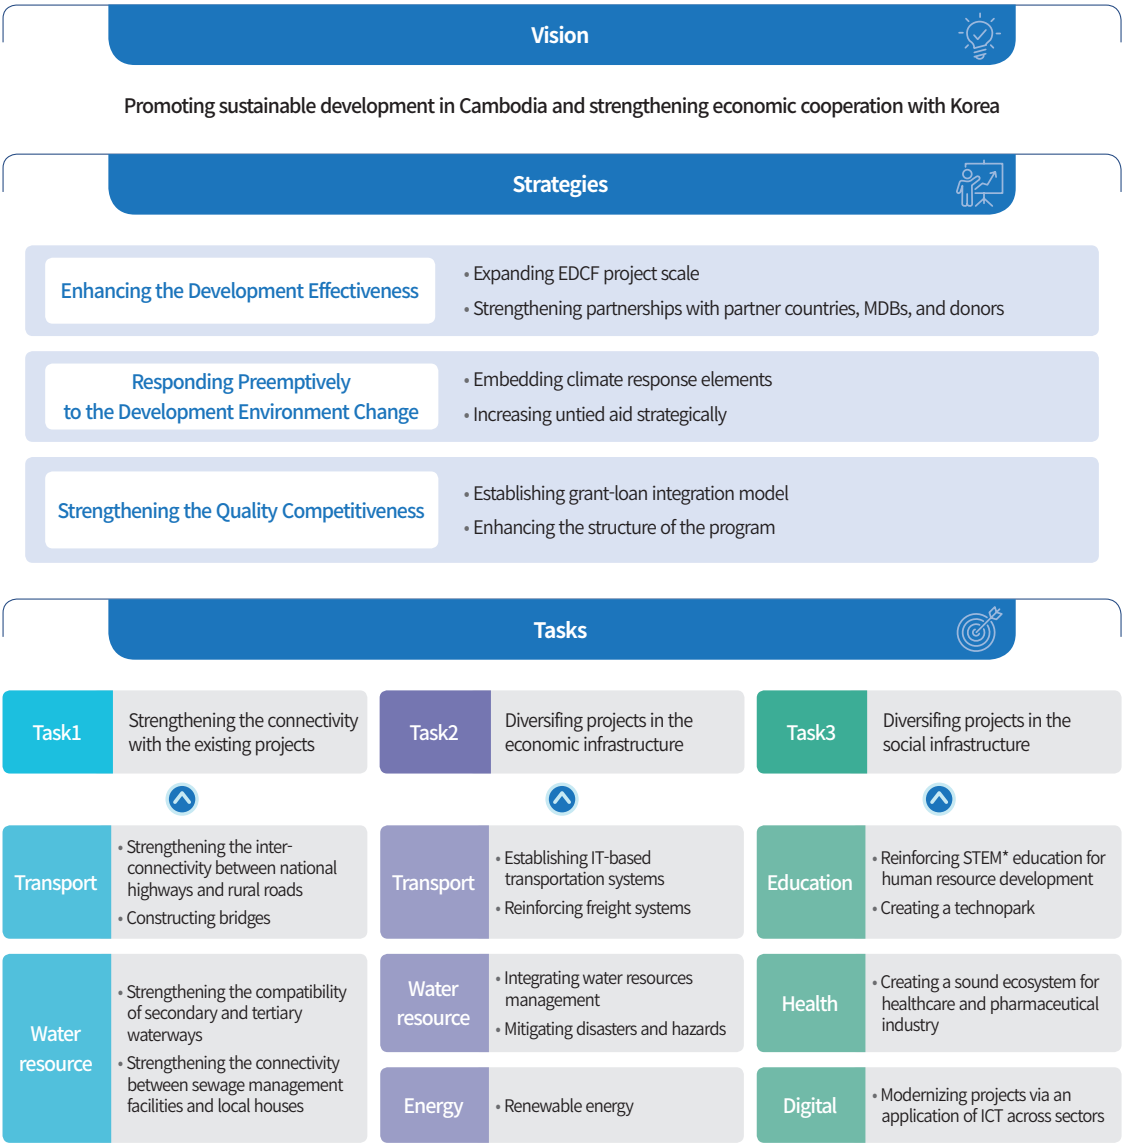 Vision
Promoting sustainable development in Cambodia and strengthening economic cooperation with Korea
Strategies
Enhancing the Development Effectiveness
• Expanding EDCF project scale
• Strengthening partnerships with partner countries, MDBs, and donors
Responding Preemptively
to the Development Environment Change
• Embedding climate response elements
• Increasing untied aid strategically
Strengthening the Quality Competitiveness
• Establishing grant-loan integration model
• Enhancing the structure of the program
Tasks
Task1
Strengthening the connectivity
with the existing projects
Transport
• Strengthening the inter-
connectivity between national
highways and rural roads
• Constructing bridges
Water
resource
• Strengthening the compatibility
of secondary and tertiary
waterways
• Strengthening the connectivity
between sewage management
facilities and local houses
Task2
Diversifing projects in the
economic infrastructure
Transport
• Establishing IT-based
transportation systems
• Reinforcing freight systems
Water
resource
• Integrating water resources
management
• Mitigating disasters and hazards
Energy
• Renewable energy
Task3
Diversifing projects in the
social infrastructure
Education
• Reinforcing STEM* education for
human resource development
• Creating a technopark
Health
• Creating a sound ecosystem for
healthcare and pharmaceutical
industry
Digital
• Modernizing projects via an
application of ICT across sectors